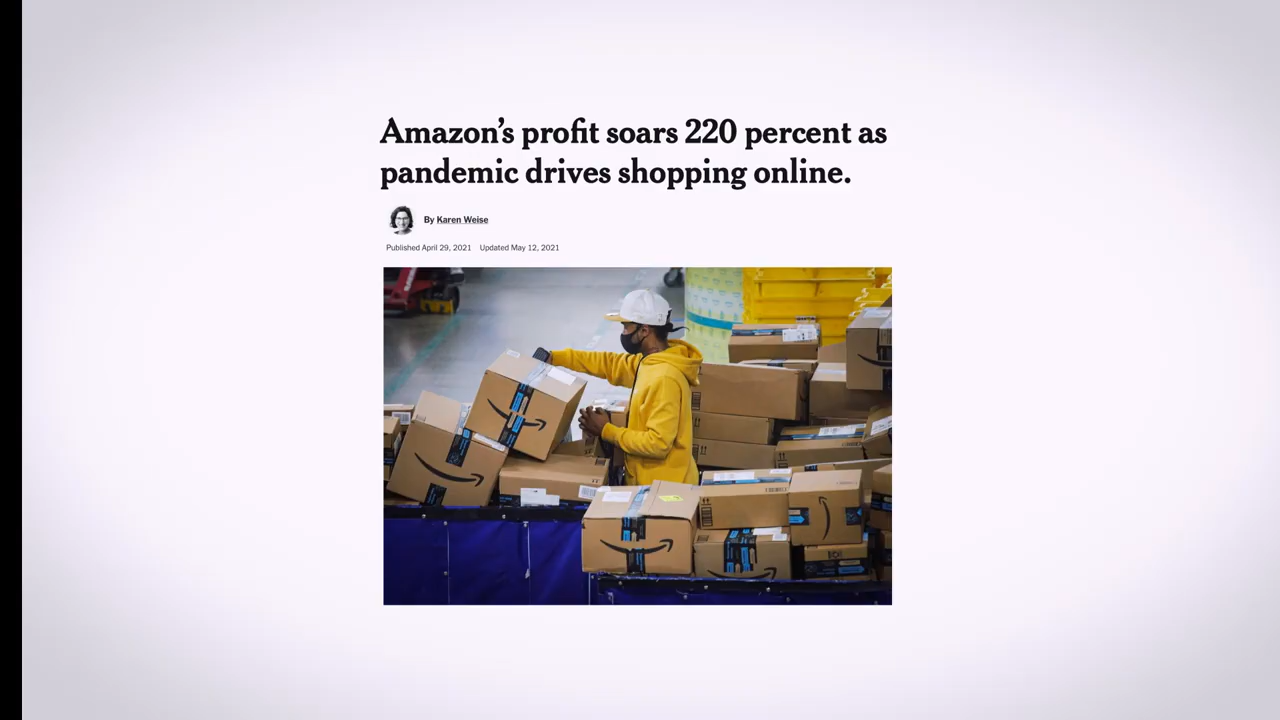 Amazon’s profit soars 220 percent as
pandemic drives shopping online.
By Karen Weise
Published April 29, 2021 Updated May 12, 2021